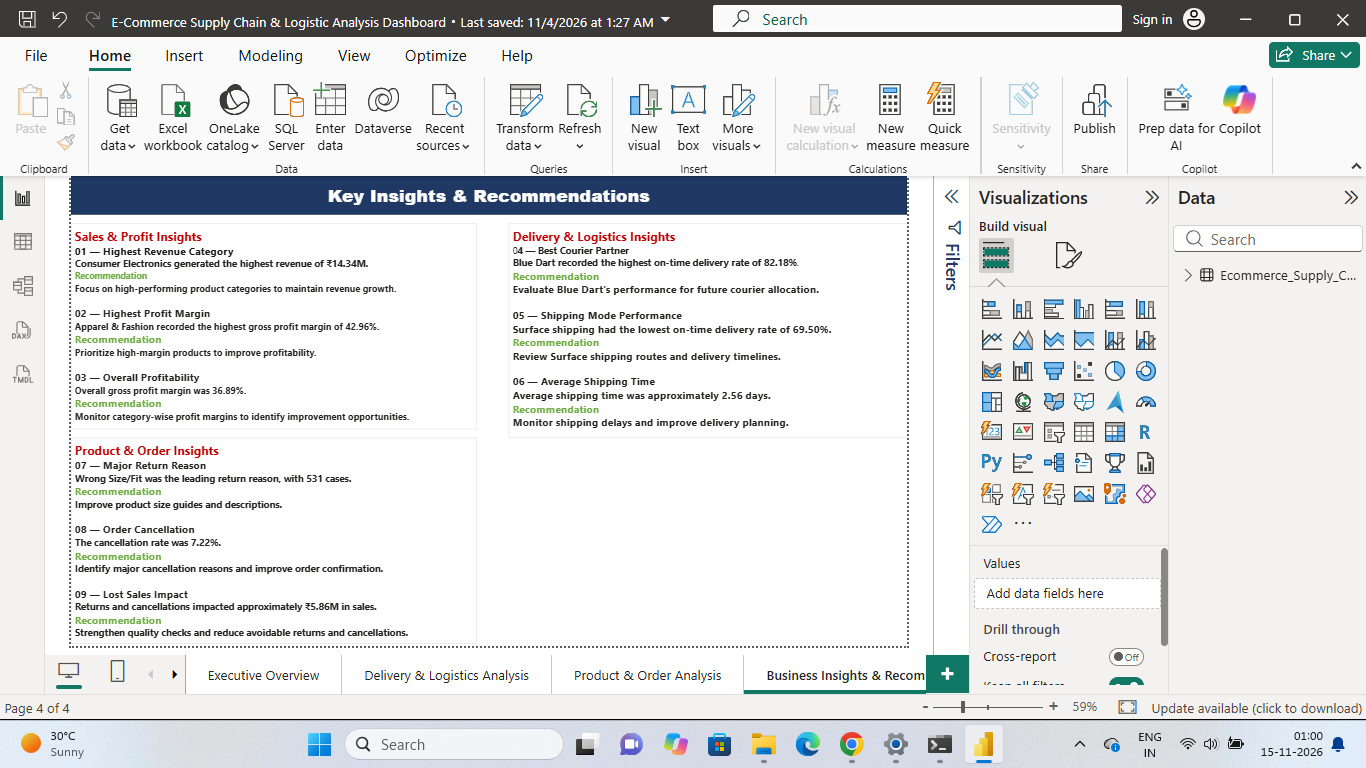 E-Commerce Supply Chain & Logistic Analysis Dashboard • Last saved: 11/4/2026 at 1:27 AM
Search
Sign in
File
Home
Insert
Modeling
View
Optimize
Help
Share
Paste
Get data
Excel workbook
OneLake catalog
SQL Server
Enter data
Dataverse
Recent sources
Transform data
Refresh
New visual
Text box
More visuals
New visual calculation
New measure
Quick measure
Sensitivity
Publish
Prep data for AI
Copilot
Clipboard
Data
Queries
Insert
Calculations
Sensitivity
Share
Copilot
Key Insights & Recommendations
Sales & Profit Insights
01 — Highest Revenue Category
Consumer Electronics generated the highest revenue of ₹14.34M.
Recommendation
Focus on high-performing product categories to maintain revenue growth.
02 — Highest Profit Margin
Apparel & Fashion recorded the highest gross profit margin of 42.96%.
Recommendation
Prioritize high-margin products to improve profitability.
03 — Overall Profitability
Overall gross profit margin was 36.89%.
Recommendation
Monitor category-wise profit margins to identify improvement opportunities.
Delivery & Logistics Insights
04 — Best Courier Partner
Blue Dart recorded the highest on-time delivery rate of 82.18%.
Recommendation
Evaluate Blue Dart's performance for future courier allocation.
05 — Shipping Mode Performance
Surface shipping had the lowest on-time delivery rate of 69.50%.
Recommendation
Review Surface shipping routes and delivery timelines.
06 — Average Shipping Time
Average shipping time was approximately 2.56 days.
Recommendation
Monitor shipping delays and improve delivery planning.
Product & Order Insights
07 — Major Return Reason
Wrong Size/Fit was the leading return reason, with 531 cases.
Recommendation
Improve product size guides and descriptions.
08 — Order Cancellation
The cancellation rate was 7.22%.
Recommendation
Identify major cancellation reasons and improve order confirmation.
09 — Lost Sales Impact
Returns and cancellations impacted approximately ₹5.86M in sales.
Recommendation
Strengthen quality checks and reduce avoidable returns and cancellations.
DAX
TMDL
Filters
Visualizations
Build visual
123
R
Py
...
Values
Add data fields here
Drill through
Cross-report
Off
Data
Search
Ecommerce_Supply_C...
Executive Overview
Delivery & Logistics Analysis
Product & Order Analysis
Business Insights & Recom
Page 4 of 4
- + 59%
Update available (click to download)
30°C
Sunny
Search
ENG
IN
01:00
15-11-2026